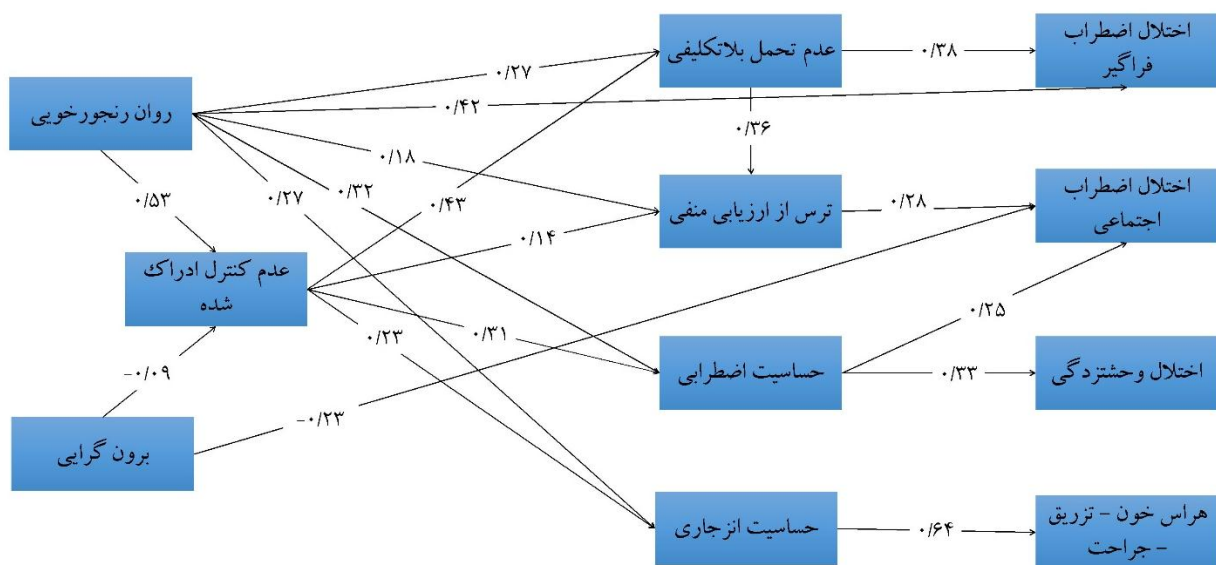 عدم تحمل بلاتکلیفی
۰/۳۸
اختلال اضطراب
فراگیر
۰/۲۷
روان رنجورخویی
۰/۴۲
۰/۳۶
۰/۱۸
۰/۵۳
۰/۲۷
۰/۳۲
۰/۴۳
ترس از ارزیابی منفی
۰/۲۸
اختلال اضطراب
اجتماعی
۰/۱۴
عدم کنترل ادراک
شده
۰/۲۳
۰/۳۱
۰/۲۵
−۰/۰۹
حساسیت اضطرابی
۰/۳۳
اختلال وحشتزدگی
−۰/۲۳
برون گرایی
حساسیت انزجاری
۰/۶۴
هراس خون – تزریق
– جراحت